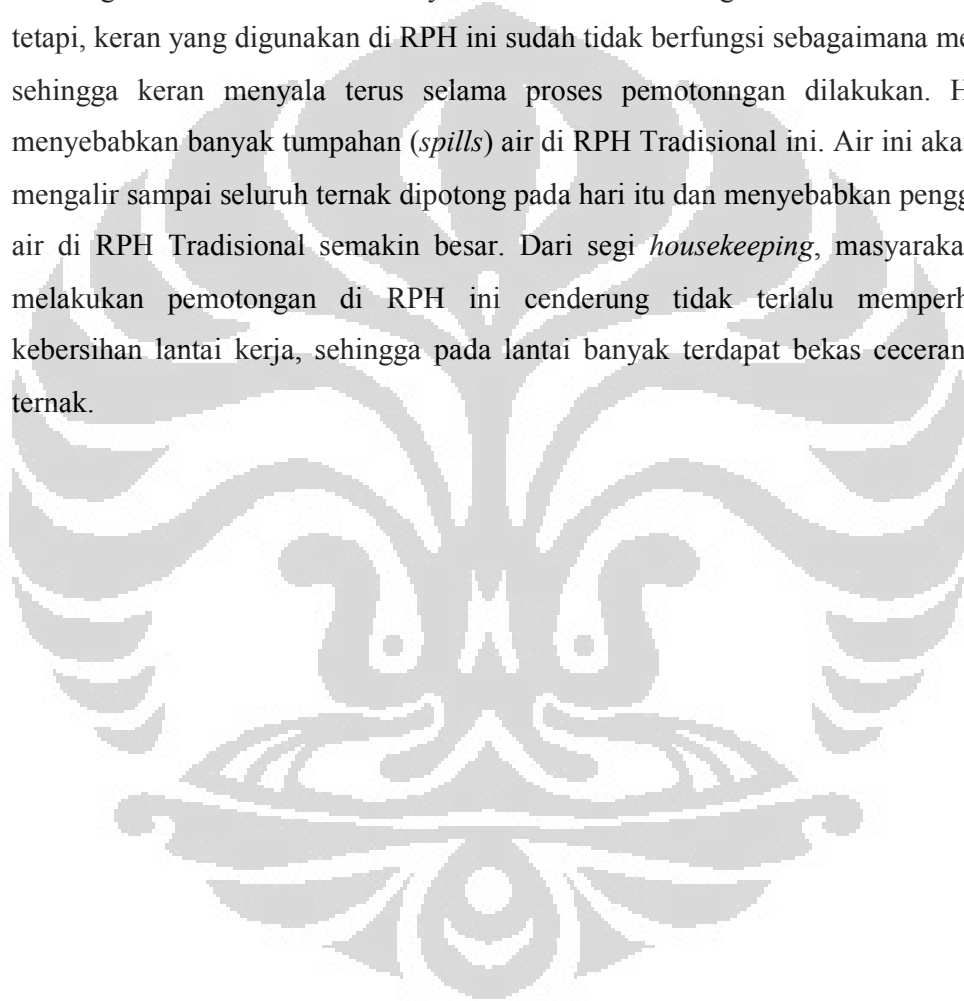 tetapi, keran yang digunakan di RPH ini sudah tidak berfungsi sebagaimana
sehingga keran menyala terus selama proses pemotonngan dilakukan.
menyebabkan banyak tumpahan (spills) air di RPH Tradisional ini. Air ini
mengalir sampai seluruh ternak dipotong pada hari itu dan menyebabkan
air di RPH Tradisional semakin besar. Dari segi housekeeping,
melakukan pemotongan di RPH ini cenderung tidak terlalu
kebersihan lantai kerja, sehingga pada lantai banyak terdapat bekas ceceran
ternak.